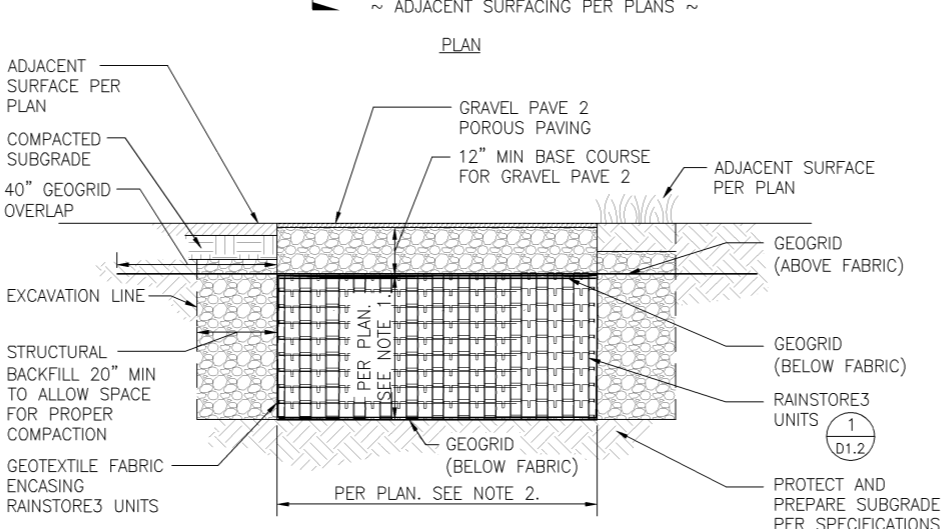 ~ ADJACENT SURFACING PER PLANS ~
PLAN
ADJACENT
SURFACE PER
PLAN
COMPACTED
SUBGRADE
40” GEOGRID
OVERLAP
EXCAVATION LINE
STRUCTURAL
BACKFILL 20” MIN
TO ALLOW SPACE
FOR PROPER
COMPACTION
GEOTEXTILE FABRIC
ENCASING
RAINSTORE3 UNITS
GRAVEL PAVE 2
POROUS PAVING
12” MIN BASE COURSE
FOR GRAVEL PAVE 2
PER PLAN.
SEE NOTE 1.
GEOGRID
(BELOW FABRIC)
PER PLAN. SEE NOTE 2.
ADJACENT SURFACE
PER PLAN
GEOGRID
(ABOVE FABRIC)
GEOGRID
(BELOW FABRIC)
RAINSTORE3
UNITS
1
D1.2
PROTECT AND
PREPARE SUBGRADE
PER SPECIFICATIONS